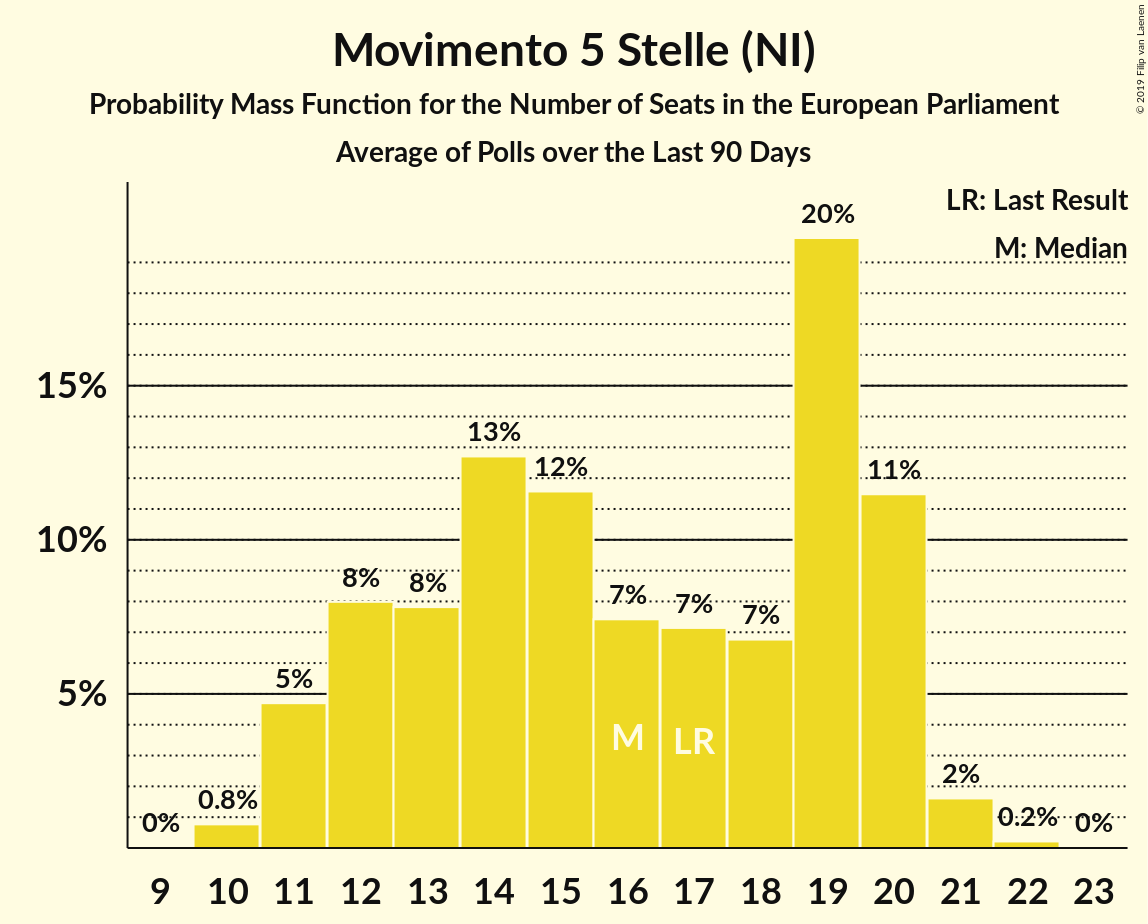 Movimento 5 Stelle (NI)
Probability Mass Function for the Number of Seats in the European Parliament
Average of Polls over the Last 90 Days
© 2019 Filip van Laenen
LR: Last Result
M: Median
20%
15%
13%
12%
11%
10%
8%
8%
7%
7%
7%
5%
5%
M
LR
2%
0.8%
0%
0.2%
0%
9 10 11 12 13 14 15 16 17 18 19 20 21 22 23